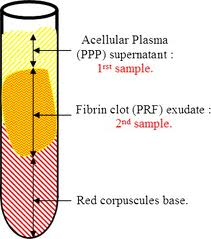 Acellular Plasma
(PPP) supernatant :
1rst sample.
Fibrin clot (PRF) exudate :
2nd sample.
Red corpuscules base.